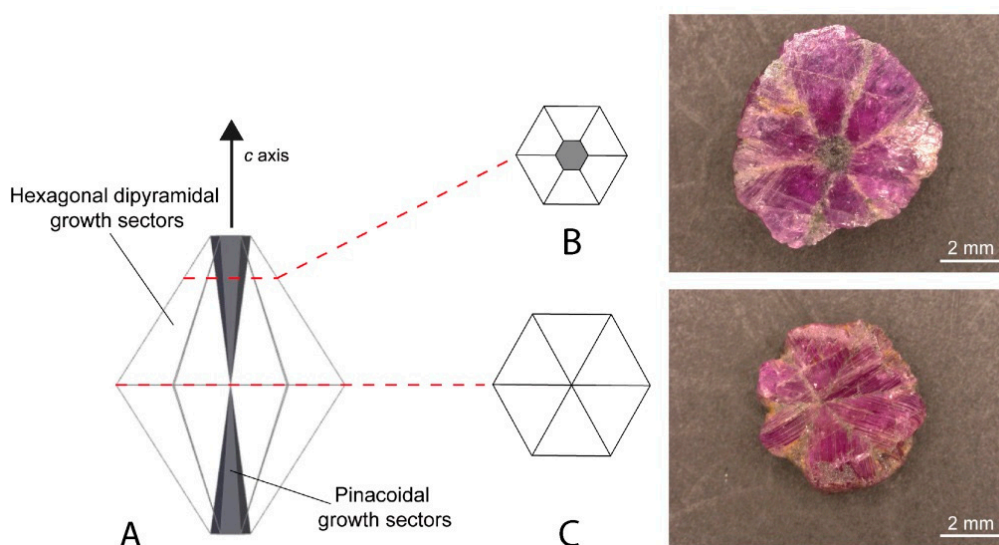 c axis
Hexagonal dipyramidal
growth sectors
Pinacoidal
growth sectors
A
B
C
2 mm
2 mm